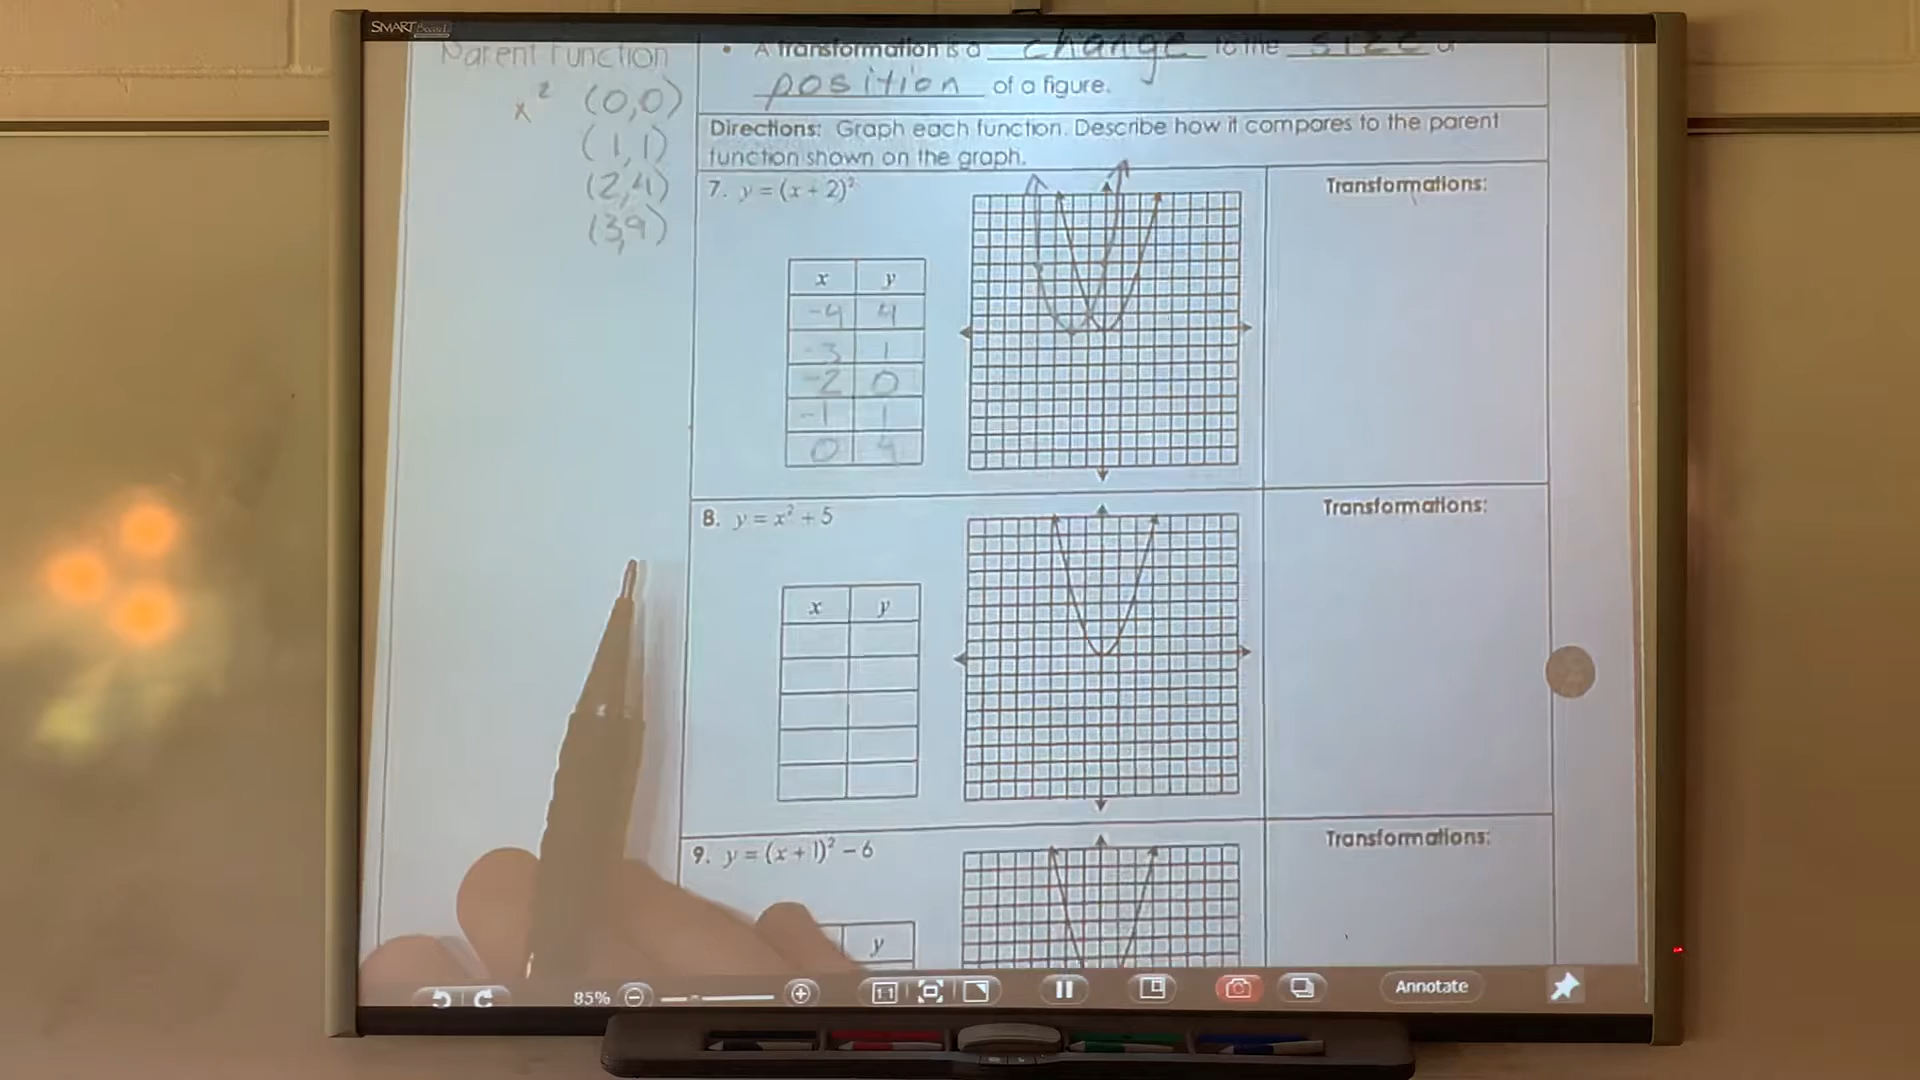 SMART Board
Parent Function
x² (0,0)
(1,1)
(2,4)
(3,9)
• A transformation is a change to the size or
position of a figure.
Directions: Graph each function. Describe how it compares to the parent
function shown on the graph.
7. y = (x + 2)²
Transformations:
x y
-4 4
-3 1
-2 0
-1 1
0 4
8. y = x² + 5
Transformations:
x y
9. y = (x + 1)² – 6
Transformations:
y
85%
1:1
Annotate